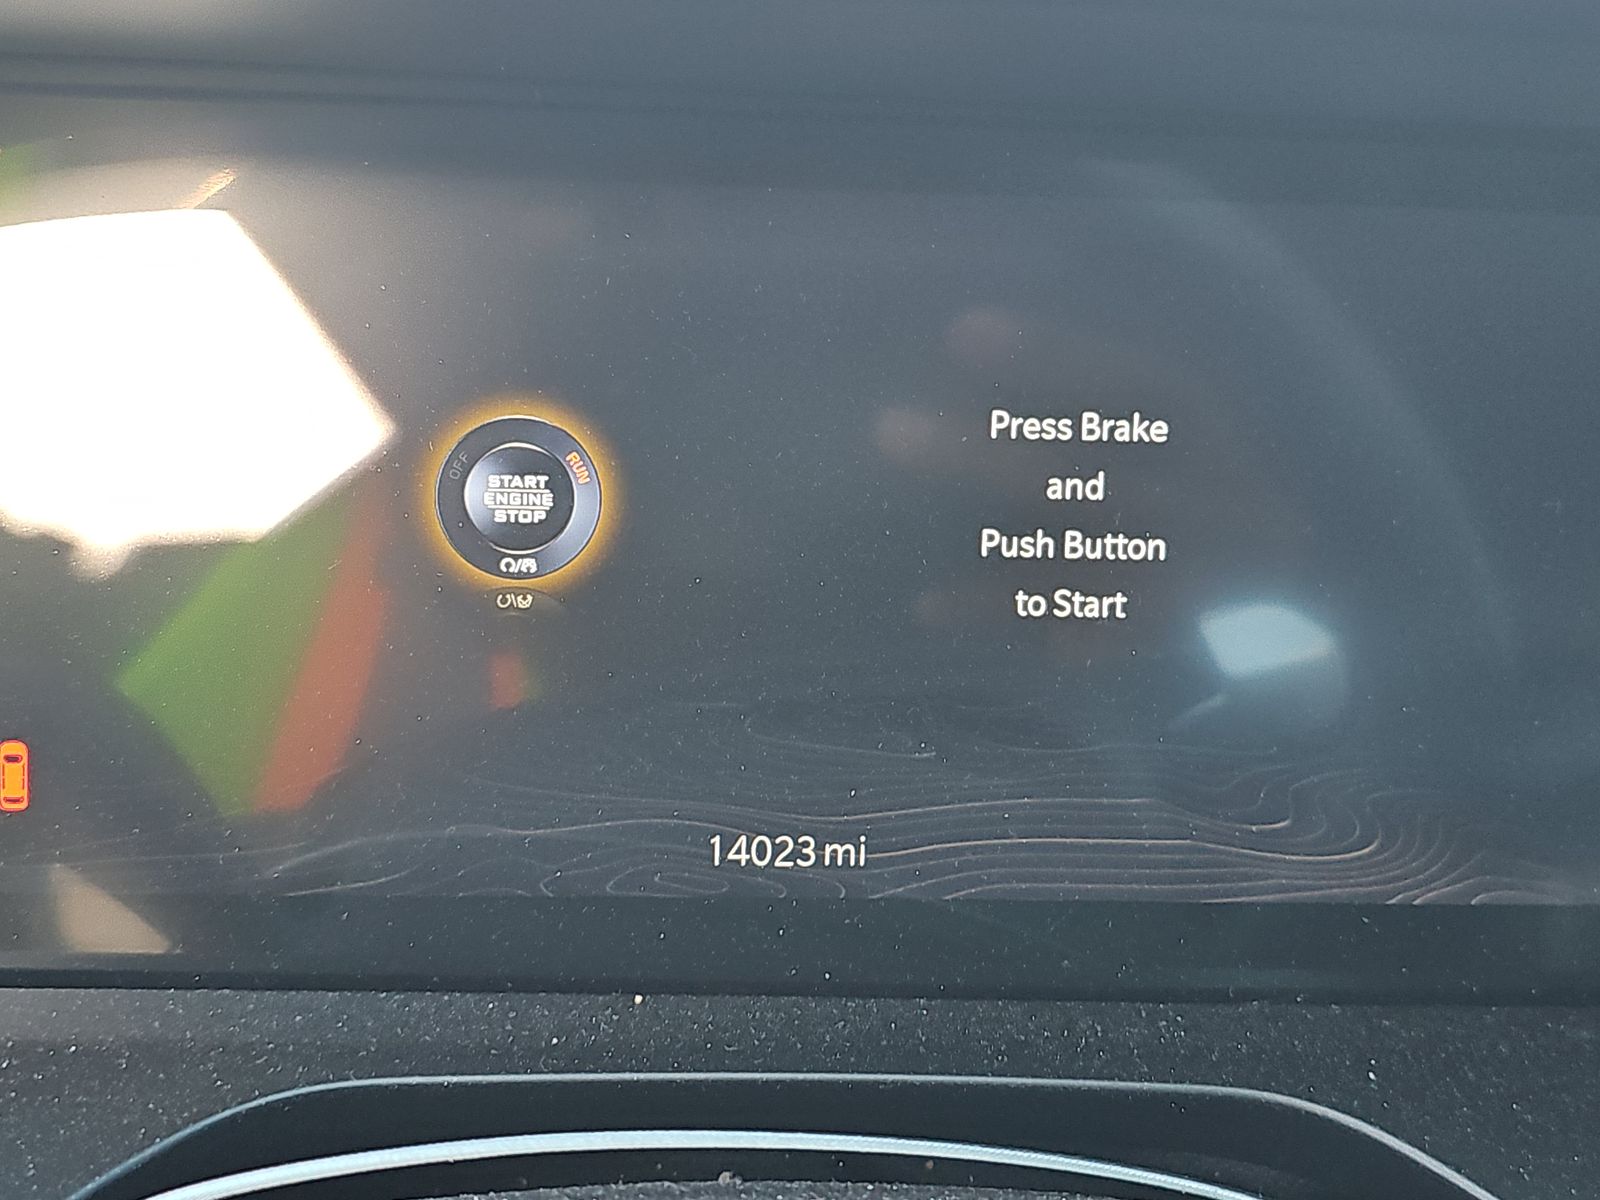 OFF
RUN
START
ENGINE
STOP
Press Brake
and
Push Button
to Start
14023 mi